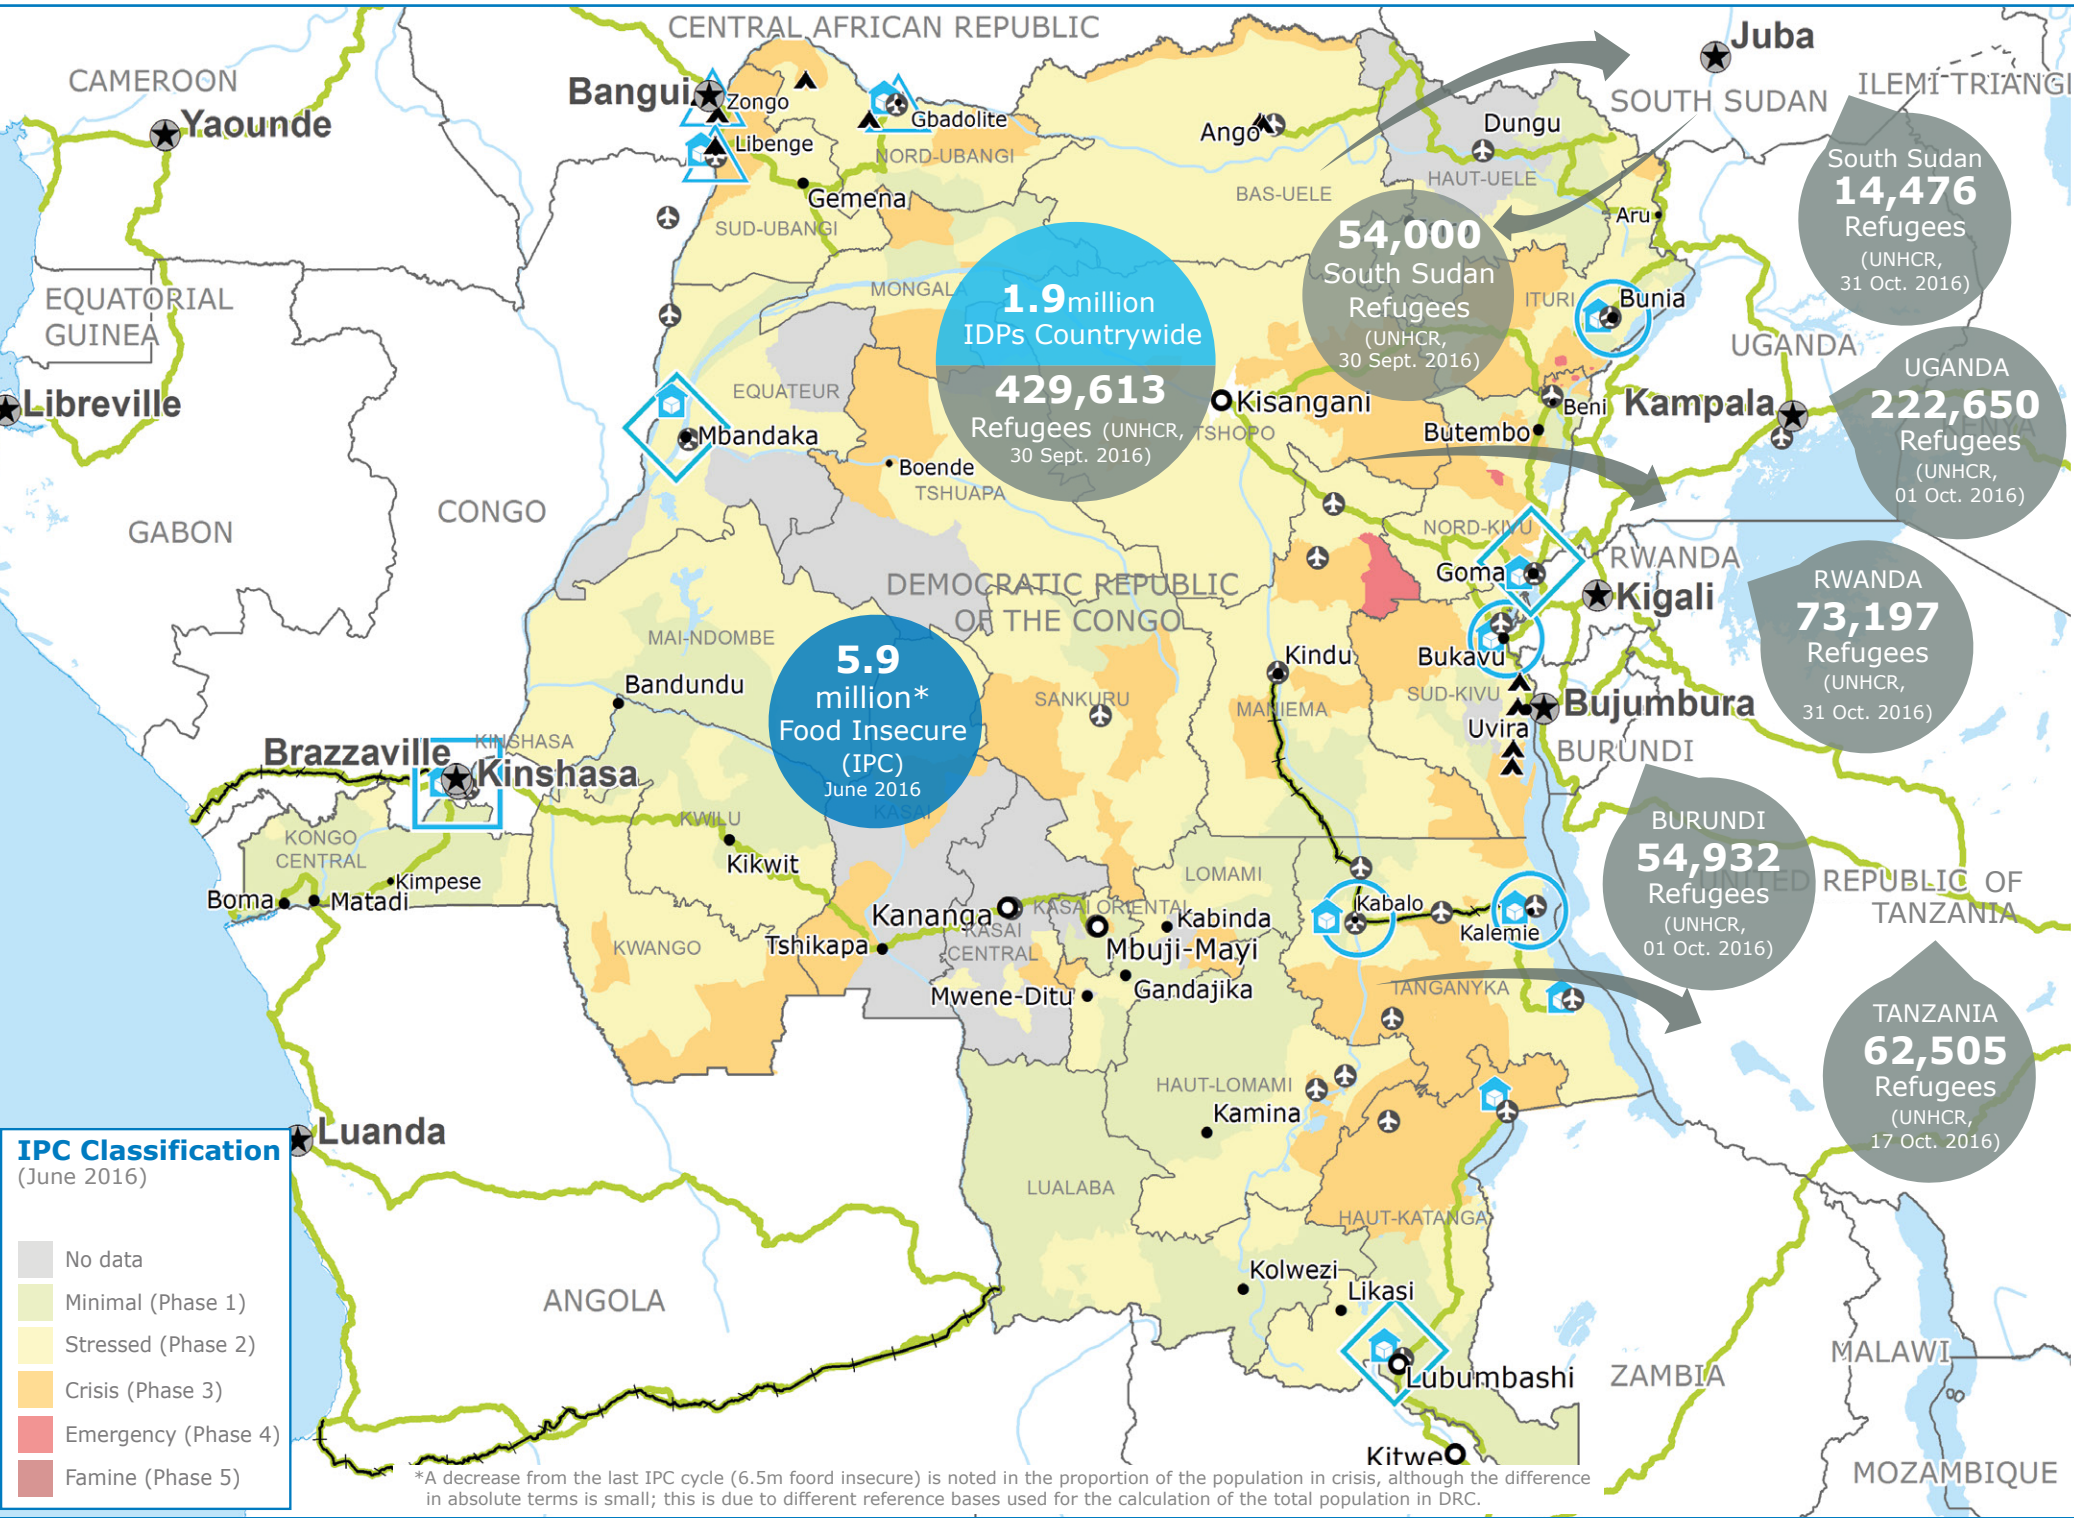 CENTRAL AFRICAN REPUBLIC
Juba
CAMEROON
ILEMI TRIANGL
Bangui
Zongo
SOUTH SUDAN
Yaounde
Gbadolite
Ango
Dungu
Libenge
NORD-UBANGI
South Sudan
14,476
Refugees
(UNHCR,
31 Oct. 2016)
HAUT-UELE
BAS-UELE
Gemena
SUD-UBANGI
Aru
54,000
South Sudan
Refugees
(UNHCR,
30 Sept. 2016)
EQUATORIAL
GUINEA
MONGALA
1.9million
IDPs Countrywide
429,613
Refugees (UNHCR,
30 Sept. 2016)
ITURI
Bunia
UGANDA
UGANDA
222,650
Refugees
(UNHCR,
01 Oct. 2016)
KENYA
Libreville
EQUATEUR
Kisangani
TSHOPO
Beni
Kampala
Butembo
Mbandaka
Boende
TSHUAPA
CONGO
GABON
NORD-KIVU
RWANDA
Goma
Kigali
RWANDA
73,197
Refugees
(UNHCR,
31 Oct. 2016)
DEMOCRATIC REPUBLIC
OF THE CONGO
MAI-NDOMBE
5.9
million*
Food Insecure
(IPC)
June 2016
Bandundu
SANKURU
Kindu
MANIEMA
Bukavu
SUD-KIVU
Bujumbura
Uvira
BURUNDI
Brazzaville
KINSHASA
Kinshasa
KASAI
KWILU
Kikwit
KONGO
CENTRAL
Kimpese
Boma
Matadi
LOMAMI
BURUNDI
54,932
Refugees
(UNHCR,
01 Oct. 2016)
UNITED REPUBLIC OF
TANZANIA
Kananga
KASAI ORIENTAL
KASAI
CENTRAL
Kabinda
Kabalo
Kalemie
KWANGO
Tshikapa
Mbuji-Mayi
Mwene-Ditu
Gandajika
TANGANYKA
TANZANIA
62,505
Refugees
(UNHCR,
17 Oct. 2016)
HAUT-LOMAMI
Kamina
Luanda
LUALABA
HAUT-KATANGA
Kolwezi
Likasi
ANGOLA
Lubumbashi
ZAMBIA
MALAWI
Kitwe
MOZAMBIQUE
IPC Classification
(June 2016)
No data
Minimal (Phase 1)
Stressed (Phase 2)
Crisis (Phase 3)
Emergency (Phase 4)
Famine (Phase 5)
*A decrease from the last IPC cycle (6.5m foord insecure) is noted in the proportion of the population in crisis, although the difference
in absolute terms is small; this is due to different reference bases used for the calculation of the total population in DRC.